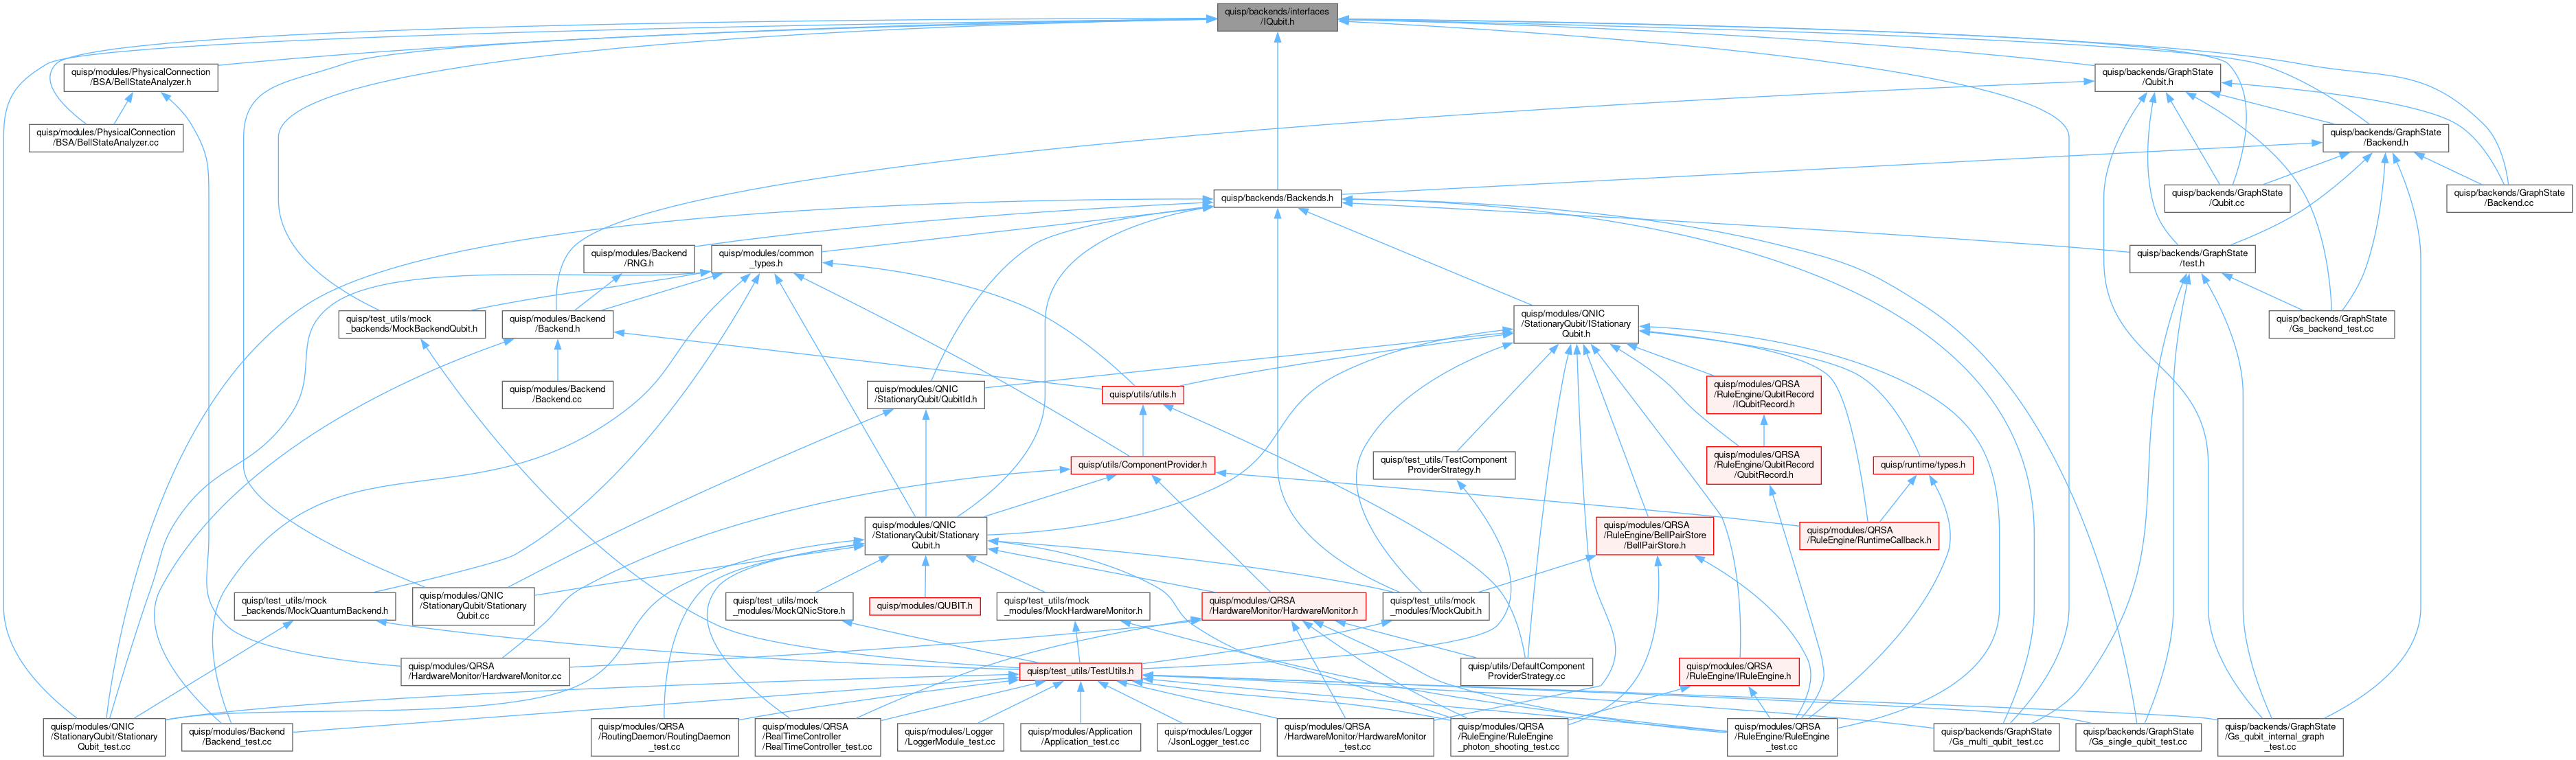 quisp/backends/interfaces
/IQubit.h
quisp/modules/PhysicalConnection
/BSA/BellStateAnalyzer.h
quisp/backends/GraphState
/Qubit.h
quisp/modules/PhysicalConnection
/BSA/BellStateAnalyzer.cc
quisp/backends/GraphState
/Backend.h
quisp/backends/Backends.h
quisp/backends/GraphState
/Qubit.cc
quisp/backends/GraphState
/Backend.cc
quisp/modules/Backend
/RNG.h
quisp/modules/common
_types.h
quisp/backends/GraphState
/test.h
quisp/test_utils/mock
_backends/MockBackendQubit.h
quisp/modules/Backend
/Backend.h
quisp/modules/QNIC
/StationaryQubit/IStationary
Qubit.h
quisp/backends/GraphState
/Gs_backend_test.cc
quisp/modules/Backend
/Backend.cc
quisp/modules/QNIC
/StationaryQubit/QubitId.h
quisp/utils/utils.h
quisp/modules/QRSA
/RuleEngine/QubitRecord
/IQubitRecord.h
quisp/utils/ComponentProvider.h
quisp/test_utils/TestComponent
ProviderStrategy.h
quisp/modules/QRSA
/RuleEngine/QubitRecord
/QubitRecord.h
quisp/runtime/types.h
quisp/modules/QNIC
/StationaryQubit/Stationary
Qubit.h
quisp/modules/QRSA
/RuleEngine/BellPairStore
/BellPairStore.h
quisp/modules/QRSA
/RuleEngine/RuntimeCallback.h
quisp/test_utils/mock
_backends/MockQuantumBackend.h
quisp/modules/QNIC
/StationaryQubit/Stationary
Qubit.cc
quisp/test_utils/mock
_modules/MockQNicStore.h
quisp/modules/QUBIT.h
quisp/test_utils/mock
_modules/MockHardwareMonitor.h
quisp/modules/QRSA
/HardwareMonitor/HardwareMonitor.h
quisp/test_utils/mock
_modules/MockQubit.h
quisp/modules/QRSA
/HardwareMonitor/HardwareMonitor.cc
quisp/test_utils/TestUtils.h
quisp/utils/DefaultComponent
ProviderStrategy.cc
quisp/modules/QRSA
/RuleEngine/IRuleEngine.h
quisp/modules/QNIC
/StationaryQubit/Stationary
Qubit_test.cc
quisp/modules/Backend
/Backend_test.cc
quisp/modules/QRSA
/RoutingDaemon/RoutingDaemon
_test.cc
quisp/modules/QRSA
/RealTimeController
/RealTimeController_test.cc
quisp/modules/Logger
/LoggerModule_test.cc
quisp/modules/Application
/Application_test.cc
quisp/modules/Logger
/JsonLogger_test.cc
quisp/modules/QRSA
/HardwareMonitor/HardwareMonitor
_test.cc
quisp/modules/QRSA
/RuleEngine/RuleEngine
_photon_shooting_test.cc
quisp/modules/QRSA
/RuleEngine/RuleEngine
_test.cc
quisp/backends/GraphState
/Gs_multi_qubit_test.cc
quisp/backends/GraphState
/Gs_single_qubit_test.cc
quisp/backends/GraphState
/Gs_qubit_internal_graph
_test.cc